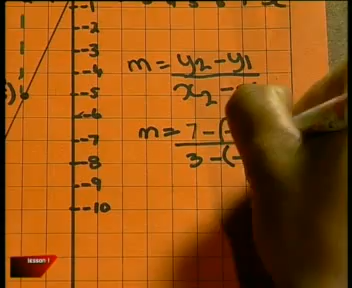 -1
-2
-3
-4
-5
-6
-7
-8
-9
-10
)
m = y2 - y1
x2 -
m = 7 - (-
3 - (-
lesson 1